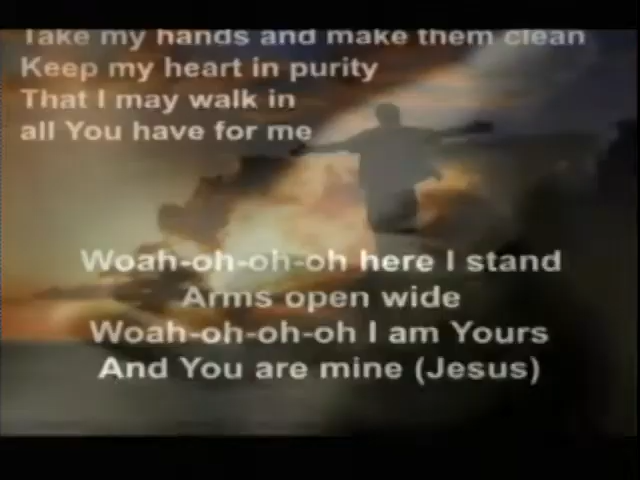 Take my hands and make them clean
Keep my heart in purity
That I may walk in
all You have for me
Woah-oh-oh-oh here I stand
Arms open wide
Woah-oh-oh-oh I am Yours
And You are mine (Jesus)